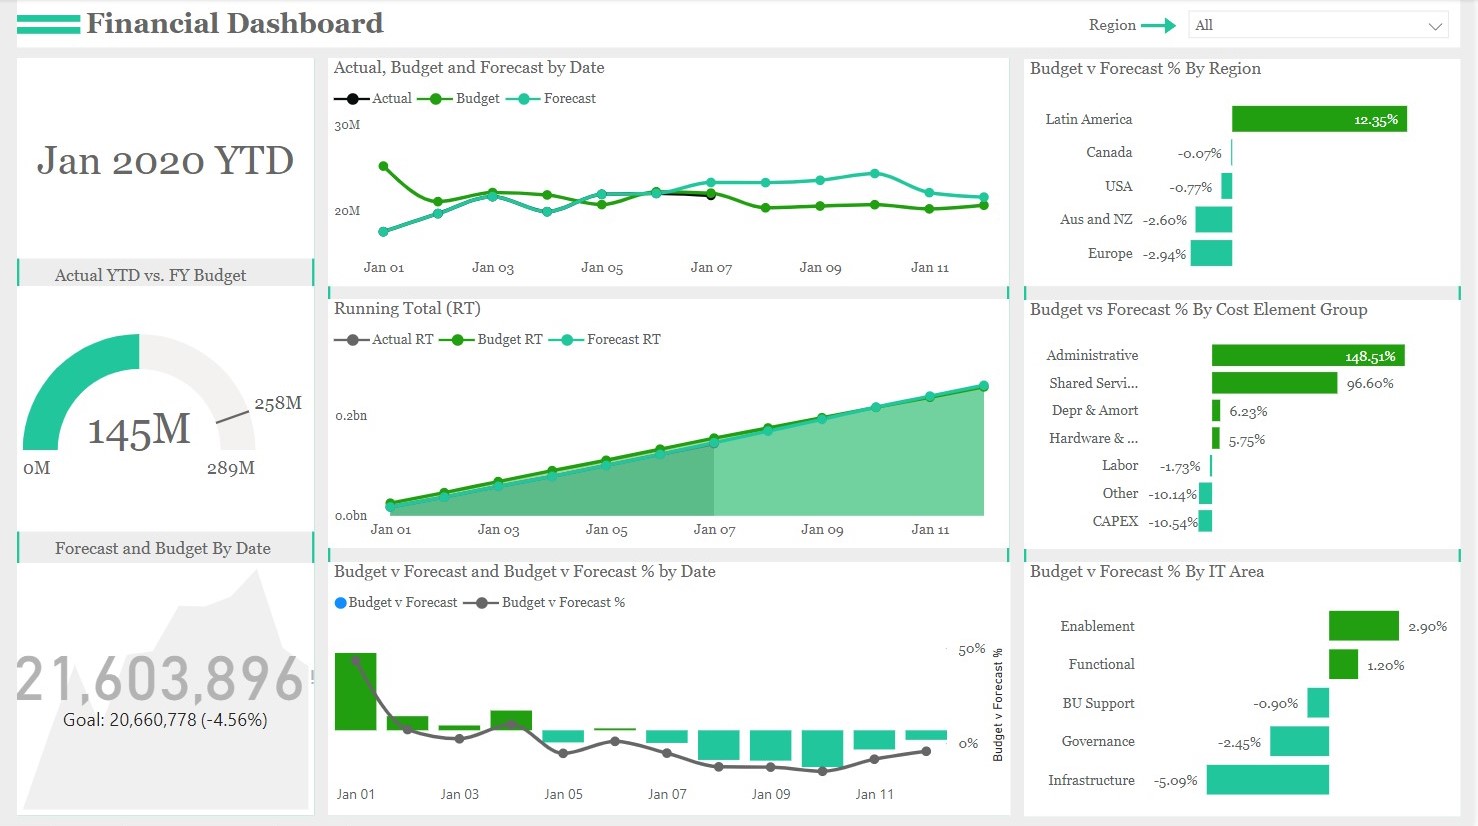 Financial Dashboard
Region
All
Jan 2020 YTD
Actual YTD vs. FY Budget
145M
258M
0M
289M
Forecast and Budget By Date
21,603,896
Goal: 20,660,778 (-4.56%)
Actual, Budget and Forecast by Date
Actual Budget Forecast
30M
20M
Jan 01 Jan 03 Jan 05 Jan 07 Jan 09 Jan 11
Running Total (RT)
Actual RT Budget RT Forecast RT
0.2bn
0.0bn
Jan 01 Jan 03 Jan 05 Jan 07 Jan 09 Jan 11
Budget v Forecast and Budget v Forecast % by Date
Budget v Forecast Budget v Forecast %
50%
0%
Budget v Forecast %
Jan 01 Jan 03 Jan 05 Jan 07 Jan 09 Jan 11
Budget v Forecast % By Region
Latin America 12.35%
Canada -0.07%
USA -0.77%
Aus and NZ -2.60%
Europe -2.94%
Budget vs Forecast % By Cost Element Group
Administrative 148.51%
Shared Servi... 96.60%
Depr & Amort 6.23%
Hardware & ... 5.75%
Labor -1.73%
Other -10.14%
CAPEX -10.54%
Budget v Forecast % By IT Area
Enablement 2.90%
Functional 1.20%
BU Support -0.90%
Governance -2.45%
Infrastructure -5.09%